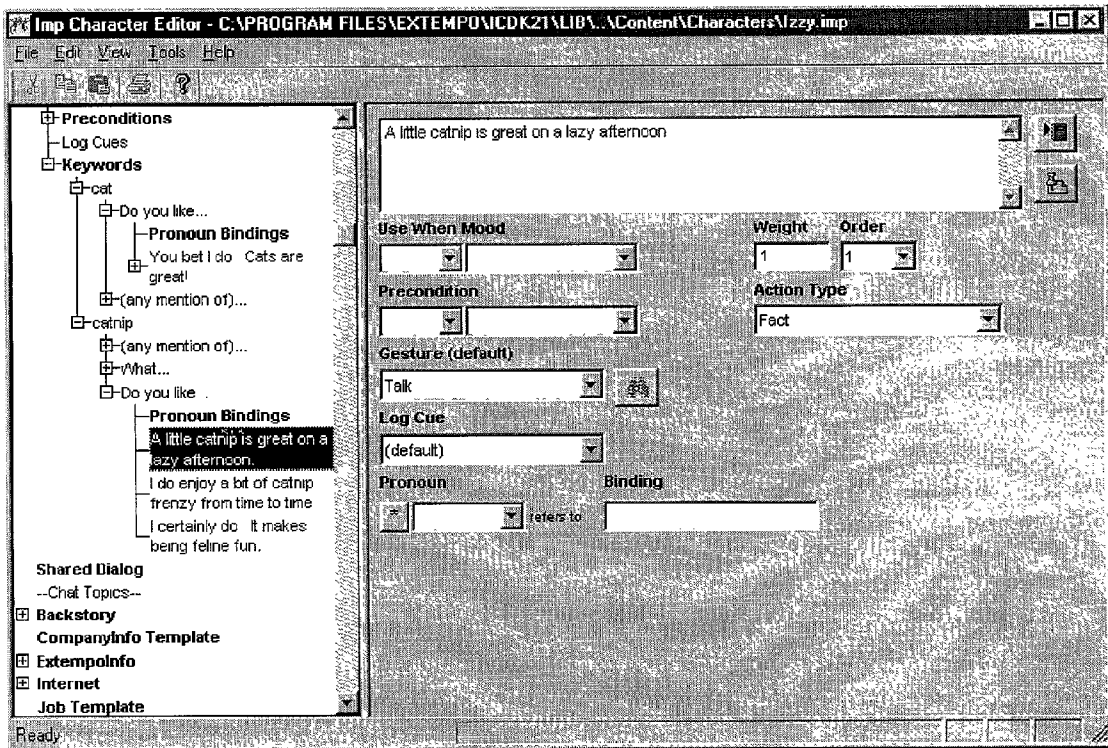 Imp Character Editor - C:\PROGRAM FILES\EXTEMPO\ICDK21\LIB\..\Content\Characters\Izzy.imp
File Edit View Tools Help
Preconditions
Log Cues
Keywords
cat
Do you like...
Pronoun Bindings
You bet I do Cats are
great!
(any mention of)...
catnip
(any mention of)...
What...
Do you like .
Pronoun Bindings
A little catnip is great on a
lazy afternoon.
I do enjoy a bit of catnip
frenzy from time to time
I certainly do It makes
being feline fun.
Shared Dialog
--Chat Topics--
Backstory
CompanyInfo Template
ExtempoInfo
Internet
Job Template
A little catnip is great on a lazy afternoon
Use When Mood
Weight Order
1 1
Precondition
Action Type
Fact
Gesture (default)
Talk
Log Cue
(default)
Pronoun Binding
refers to
Ready